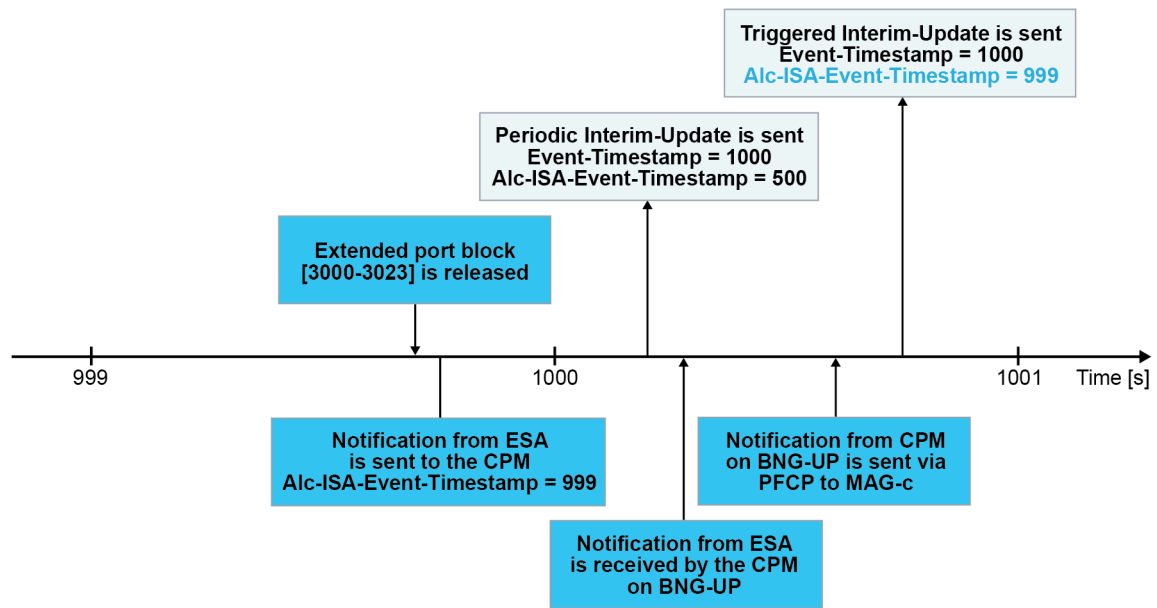 Triggered Interim-Update is sent
Event-Timestamp = 1000
Alc-ISA-Event-Timestamp = 999
Periodic Interim-Update is sent
Event-Timestamp = 1000
Alc-ISA-Event-Timestamp = 500
Extended port block
[3000-3023] is released
999
1000
1001
Time [s]
Notification from ESA
is sent to the CPM
Alc-ISA-Event-Timestamp = 999
Notification from CPM
on BNG-UP is sent via
PFCP to MAG-c
Notification from ESA
is received by the CPM
on BNG-UP